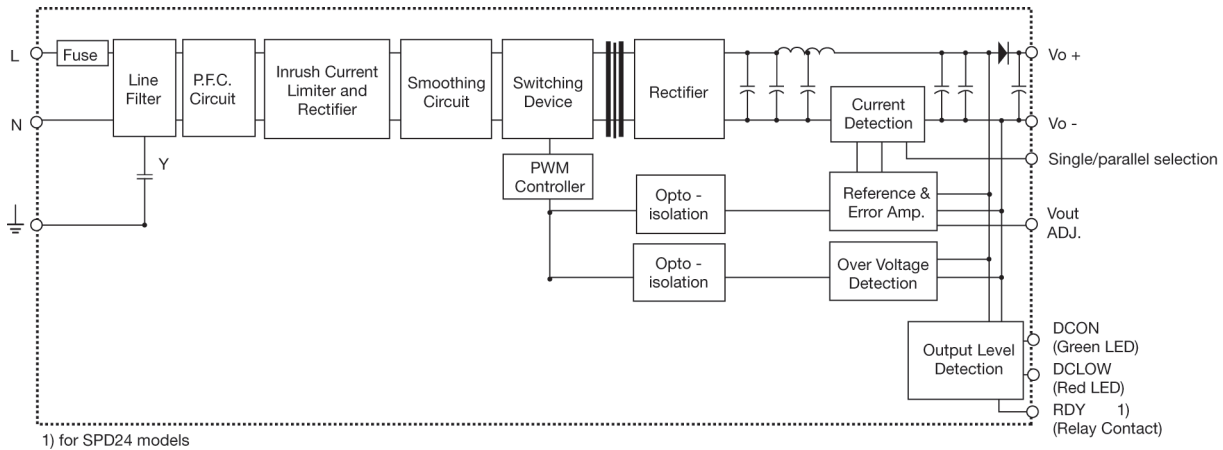 L
Fuse
Line
Filter
P.F.C.
Circuit
Inrush Current
Limiter and
Rectifier
Smoothing
Circuit
Switching
Device
Rectifier
Vo +
N
Current
Detection
Vo -
Y
Single/parallel selection
PWM
Controller
Opto -
isolation
Reference &
Error Amp.
Vout
ADJ.
Opto -
isolation
Over Voltage
Detection
Output Level
Detection
DCON
(Green LED)
DCLOW
(Red LED)
RDY 1)
(Relay Contact)
1) for SPD24 models